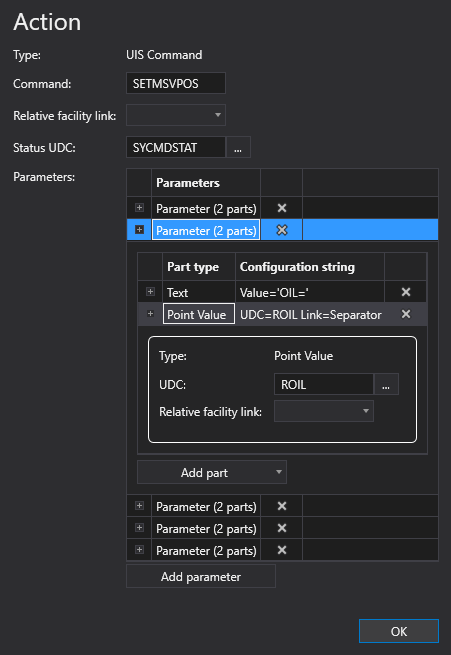 Action
Type: UIS Command
Command: SETMSVPOS
Relative facility link:
Status UDC: SYCMDSTAT ...
Parameters:
Parameters
Parameter (2 parts)
Parameter (2 parts)
Part type Configuration string
Text Value='OIL='
Point Value UDC=ROIL Link=Separator
Type: Point Value
UDC: ROIL ...
Relative facility link:
Add part
Parameter (2 parts)
Parameter (2 parts)
Parameter (2 parts)
Add parameter
OK